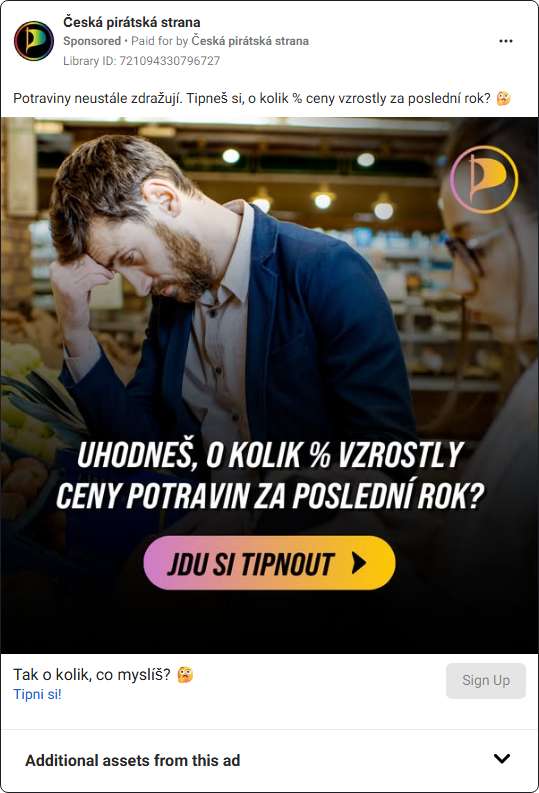 Česká pirátská strana
Sponsored • Paid for by Česká pirátská strana
Library ID: 721094330796727
Potraviny neustále zdražují. Tipneš si, o kolik % ceny vzrostly za poslední rok? 🤔
UHODNEŠ, O KOLIK % VZROSTLY
CENY POTRAVIN ZA POSLEDNÍ ROK?
JDU SI TIPNOUT
Tak o kolik, co myslíš? 🤔
Tipni si!
Sign Up
Additional assets from this ad